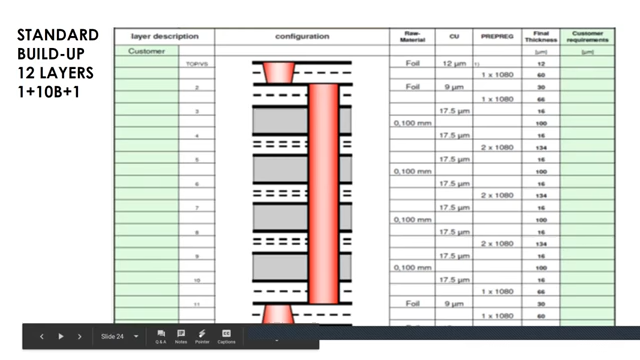 STANDARD
BUILD-UP
12 LAYERS
1+10B+1
layer description configuration Raw-Material CU PREPREG Final Thickness Customer requirements
[µm] [µm]
Customer
TOP/VS Foil 12 µm 1) 12
1 x 1080 60
2 Foil 9 µm 30
1 x 1080 66
3 17.5 µm 16
0,100 mm 100
4 17.5 µm 16
2 x 1080 134
5 17.5 µm 16
0,100 mm 100
6 17.5 µm 16
2 x 1080 134
7 17.5 µm 16
0,100 mm 100
8 17.5 µm 16
2 x 1080 134
9 17.5 µm 16
0,100 mm 100
10 17.5 µm 16
1 x 1080 66
11 Foil 9 µm 30
1 x 1080 60
Slide 24
Q & A Notes Pointer Captions